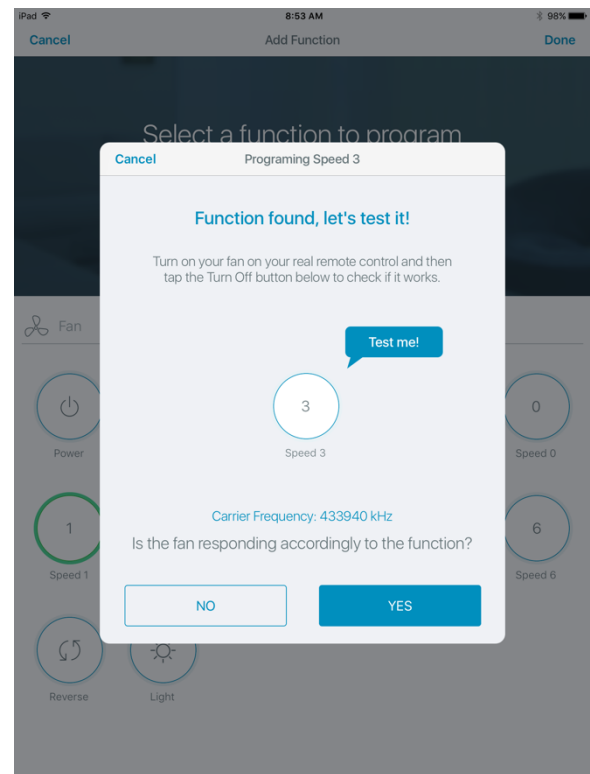 iPad 8:53 AM 98%
Cancel Add Function Done
Select a function to program
Cancel Programing Speed 3
Function found, let's test it!
Turn on your fan on your real remote control and then
tap the Turn Off button below to check if it works.
Fan
Test me!
3
0
Power
Speed 3
Speed 0
1
6
Carrier Frequency: 433940 kHz
Is the fan responding accordingly to the function?
Speed 1
Speed 6
NO YES
Reverse Light